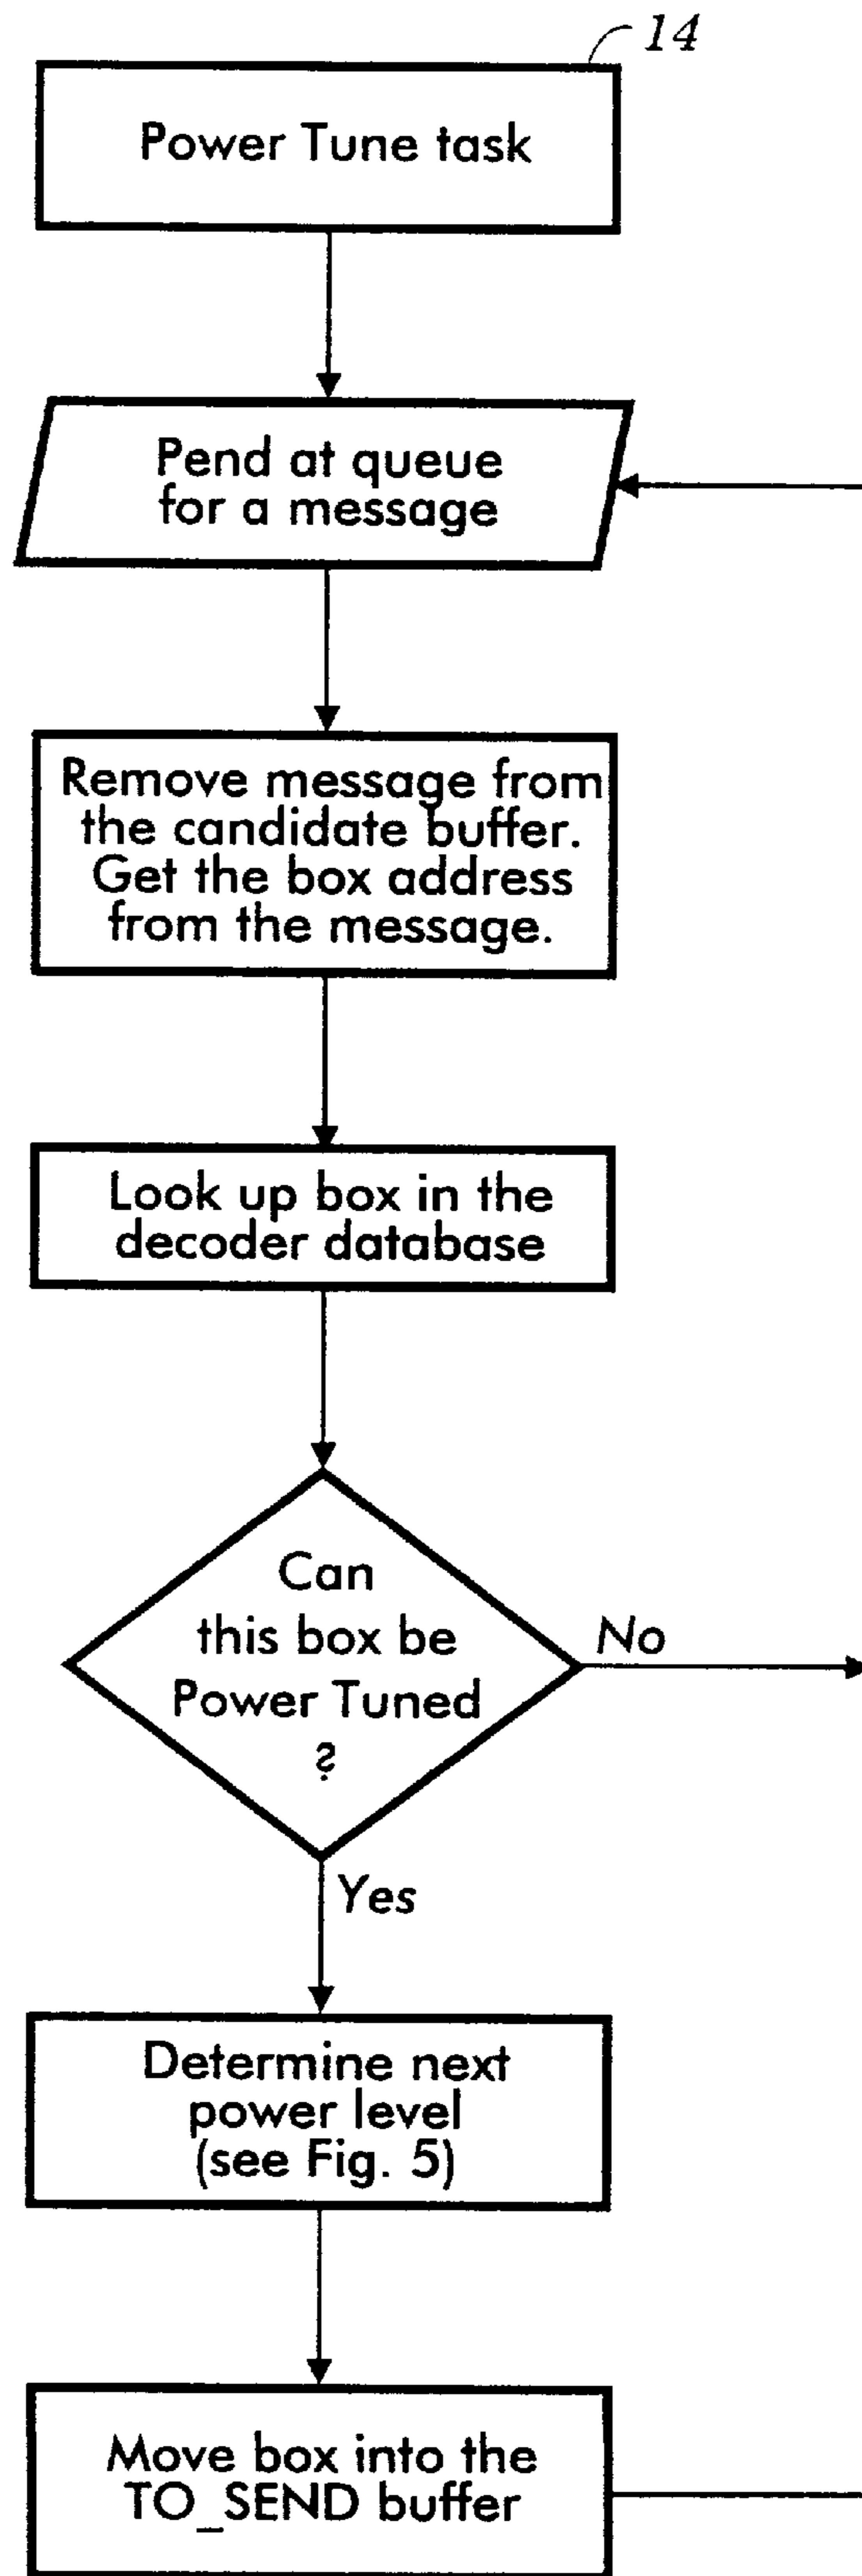 14
Power Tune task
Pend at queue
for a message
Remove message from
the candidate buffer.
Get the box address
from the message.
Look up box in the
decoder database
Can
this box be
Power Tuned
?
No
Yes
Determine next
power level
(see Fig. 5)
Move box into the
TO_SEND buffer